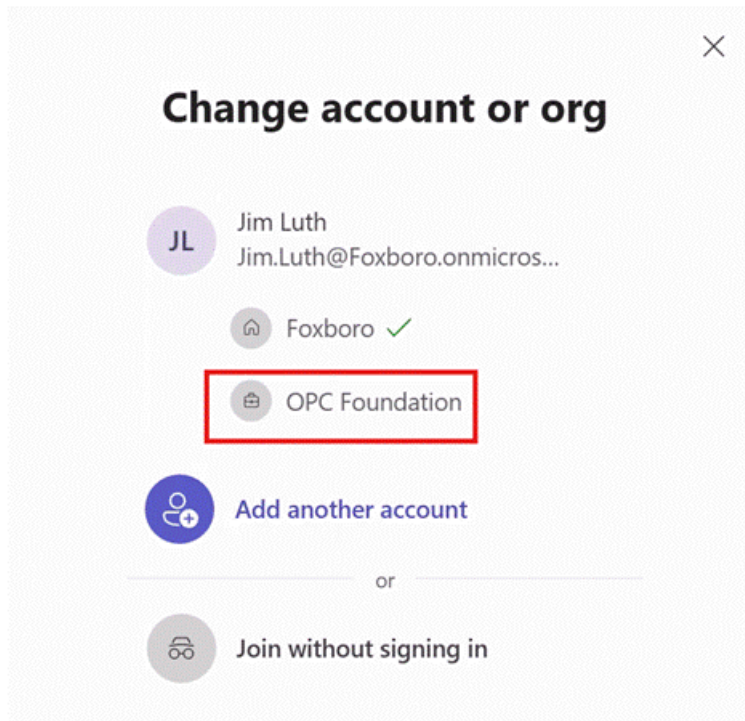 Change account or org
JL
Jim Luth
Jim.Luth@Foxboro.onmicros...
Foxboro
OPC Foundation
Add another account
or
Join without signing in